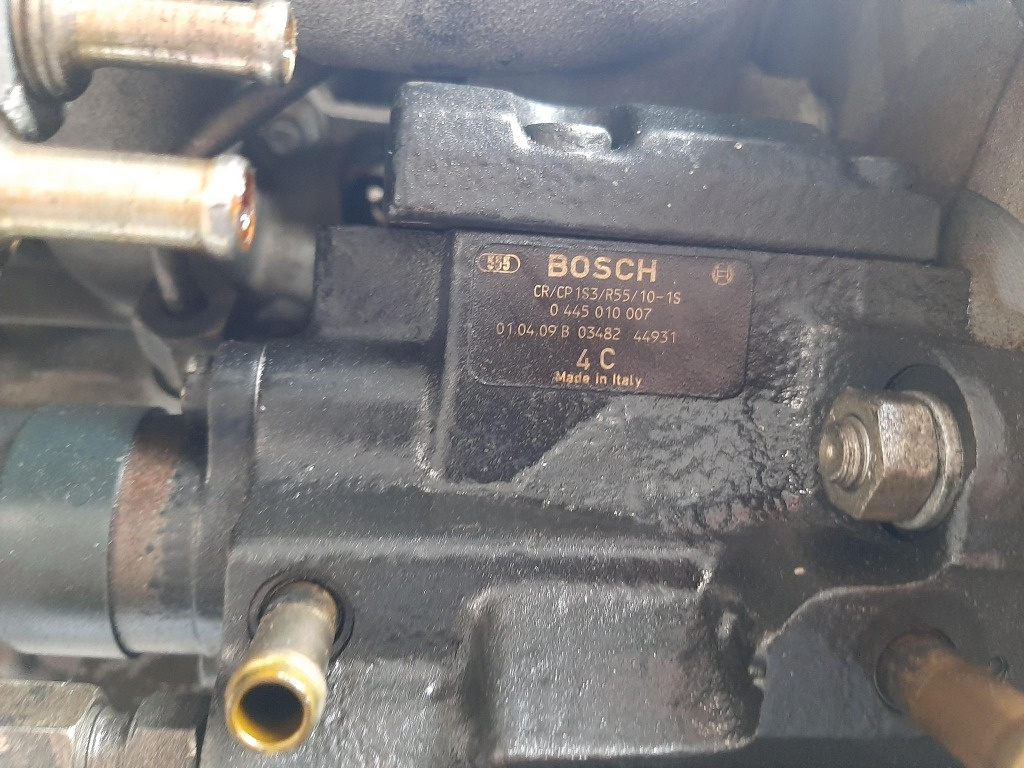 555 BOSCH
CR/CP1S3/R55/10-1S
0 445 010 007
01.04.09 B 03482 44931
4 C
Made in Italy